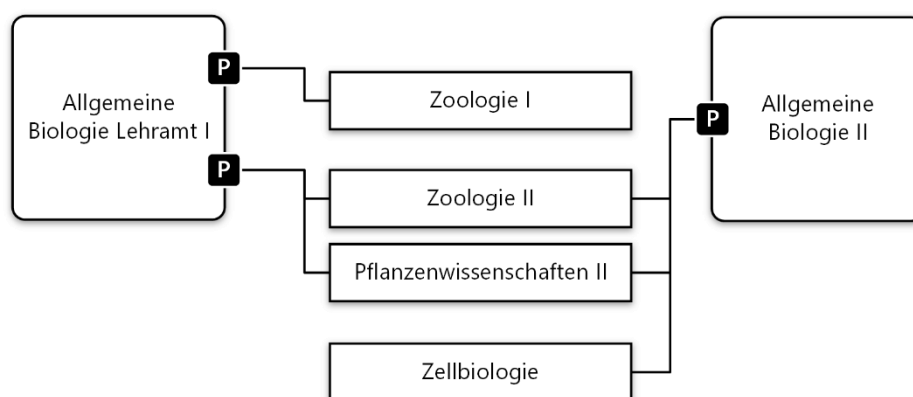 Allgemeine
Biologie Lehramt I
P
P
Zoologie I
Zoologie II
Pflanzenwissenschaften II
Zellbiologie
P
Allgemeine
Biologie II